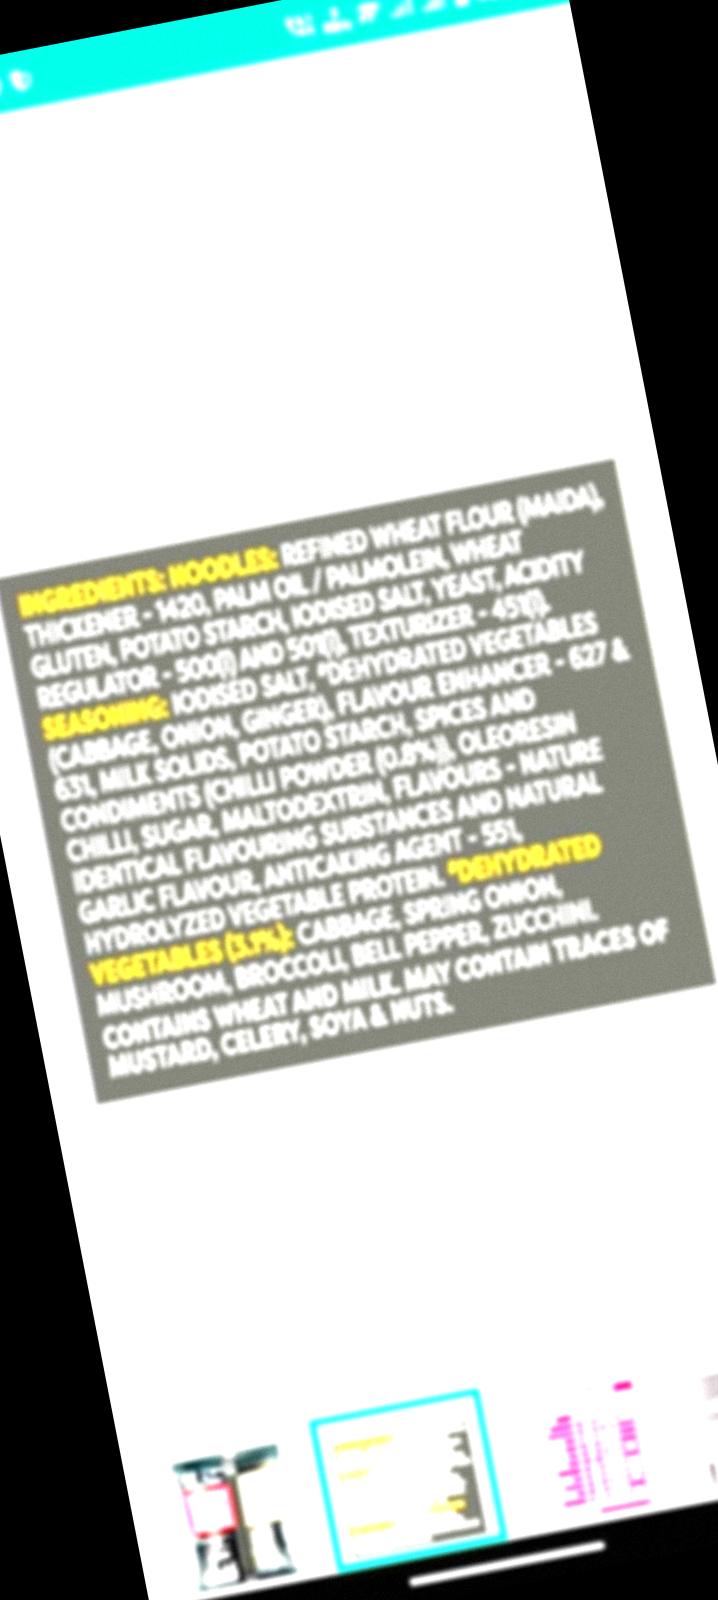 INGREDIENTS: NOODLES: REFINED WHEAT FLOUR (MAIDA),
THICKENER - 1420, PALM OIL / PALMOLEIN, WHEAT
GLUTEN, POTATO STARCH, IODISED SALT, YEAST, ACIDITY
REGULATOR - 500(i) AND 501(i), TEXTURIZER - 451(i).
SEASONING: IODISED SALT, *DEHYDRATED VEGETABLES
(CABBAGE, ONION, GINGER), FLAVOUR ENHANCER - 627 &
631, MILK SOLIDS, POTATO STARCH, SPICES AND
CONDIMENTS (CHILLI POWDER (0.8%)), OLEORESIN
CHILLI, SUGAR, MALTODEXTRIN, FLAVOURS - NATURE
IDENTICAL FLAVOURING SUBSTANCES AND NATURAL
GARLIC FLAVOUR, ANTICAKING AGENT - 551,
HYDROLYZED VEGETABLE PROTEIN. *DEHYDRATED
VEGETABLES (3.1%): CABBAGE, SPRING ONION,
MUSHROOM, BROCCOLI, BELL PEPPER, ZUCCHINI.
CONTAINS WHEAT AND MILK. MAY CONTAIN TRACES OF
MUSTARD, CELERY, SOYA & NUTS.